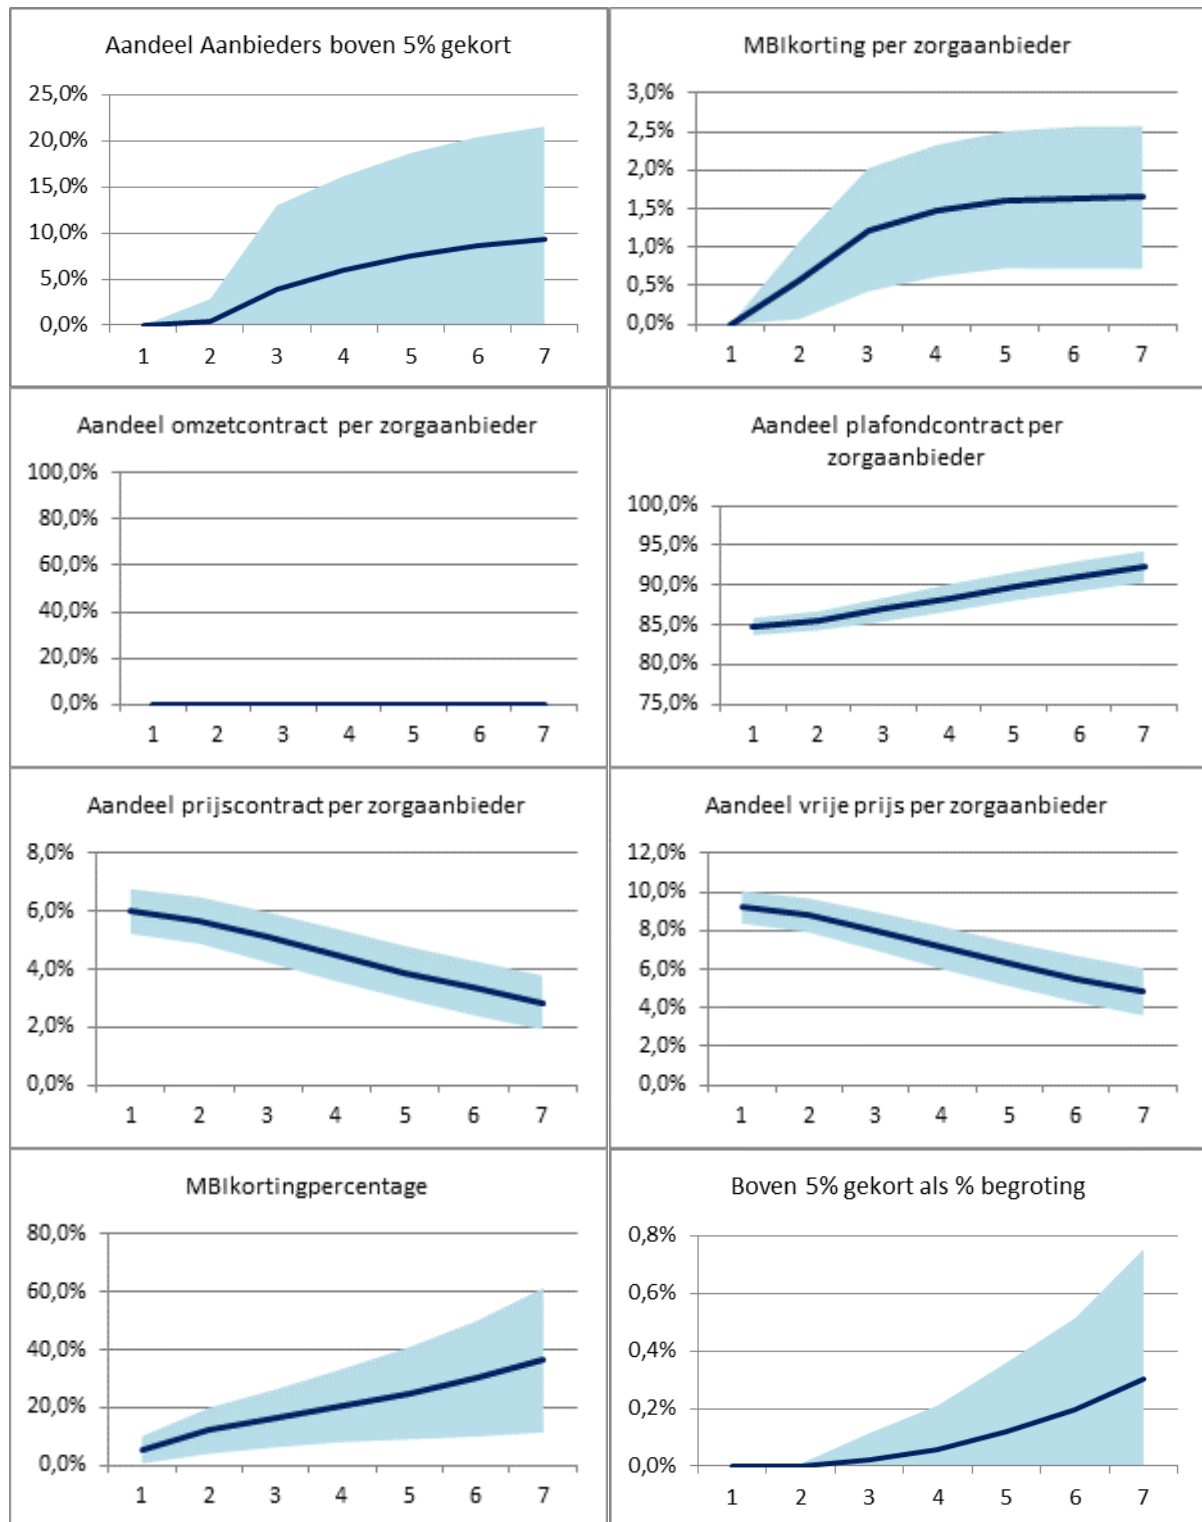 Aandeel Aanbieders boven 5% gekort
25,0%
20,0%
15,0%
10,0%
5,0%
0,0%
1 2 3 4 5 6 7
MBIkorting per zorgaanbieder
3,0%
2,5%
2,0%
1,5%
1,0%
0,5%
0,0%
1 2 3 4 5 6 7
Aandeel omzetcontract per zorgaanbieder
100,0%
80,0%
60,0%
40,0%
20,0%
0,0%
1 2 3 4 5 6 7
Aandeel plafondcontract per
zorgaanbieder
100,0%
95,0%
90,0%
85,0%
80,0%
75,0%
1 2 3 4 5 6 7
Aandeel prijscontract per zorgaanbieder
8,0%
6,0%
4,0%
2,0%
0,0%
1 2 3 4 5 6 7
Aandeel vrije prijs per zorgaanbieder
12,0%
10,0%
8,0%
6,0%
4,0%
2,0%
0,0%
1 2 3 4 5 6 7
MBIkortingpercentage
80,0%
60,0%
40,0%
20,0%
0,0%
1 2 3 4 5 6 7
Boven 5% gekort als % begroting
0,8%
0,6%
0,4%
0,2%
0,0%
1 2 3 4 5 6 7